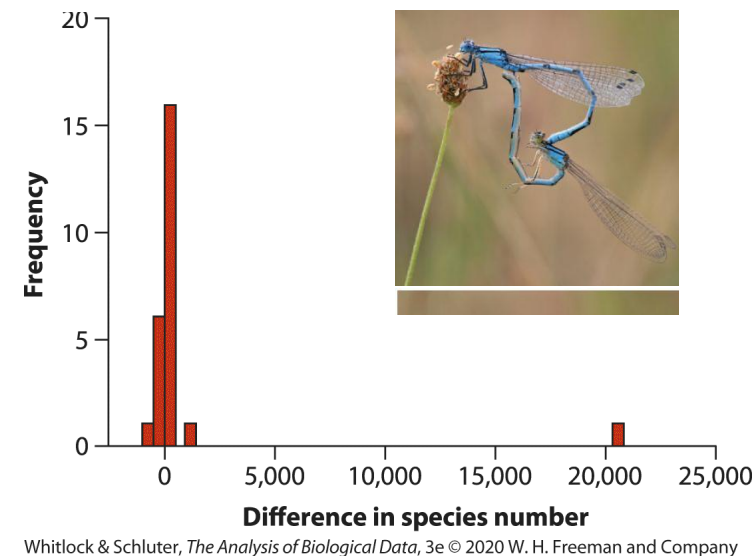 20
15
10
5
0
Frequency
0 5,000 10,000 15,000 20,000 25,000
Difference in species number
Whitlock & Schluter, The Analysis of Biological Data, 3e © 2020 W. H. Freeman and Company